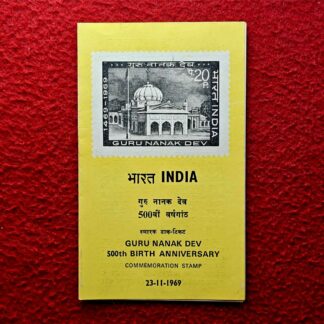 गुरु नानक देव
1469-1969
20 P
भारत INDIA
GURU NANAK DEV
भारत INDIA
गुरु नानक देव
500वीं वर्षगांठ
स्मारक डाक-टिकट
GURU NANAK DEV
500th BIRTH ANNIVERSARY
COMMEMORATION STAMP
23-11-1969